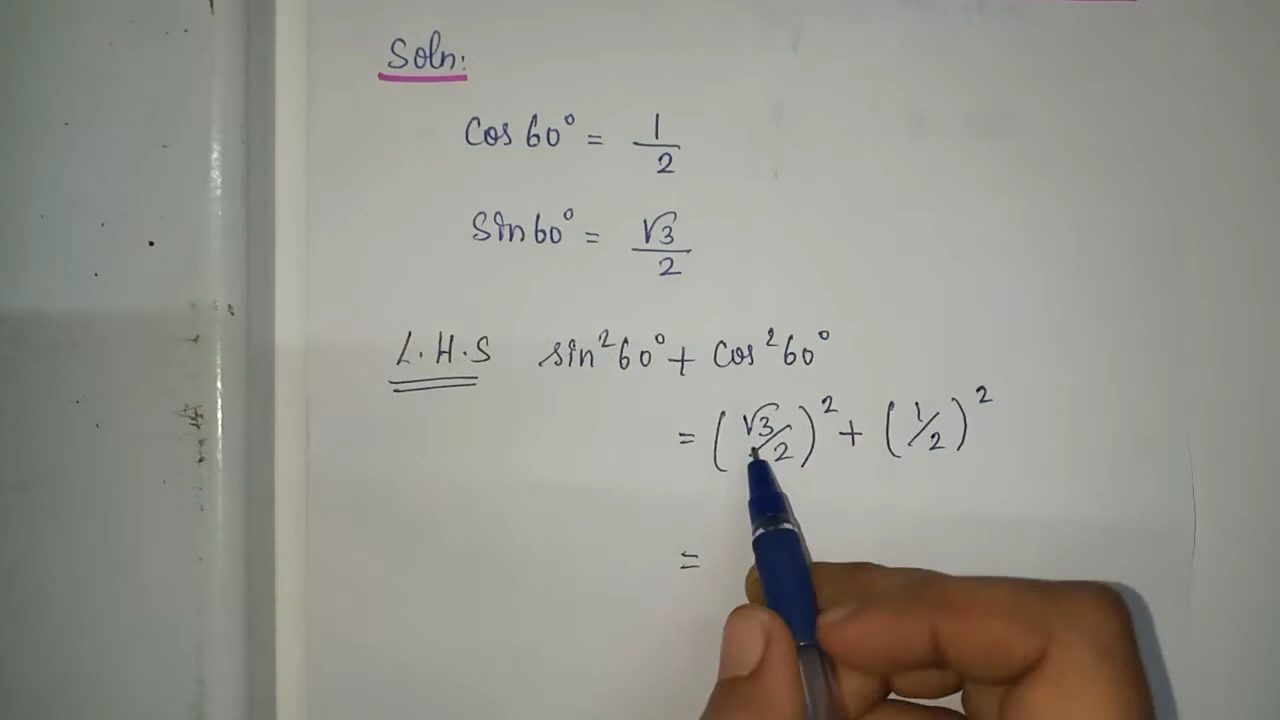 Soln:
Cos 60° = 1/2
Sin 60° = √3/2
L.H.S sin²60° + cos²60°
= (√3/2)² + (1/2)²
=